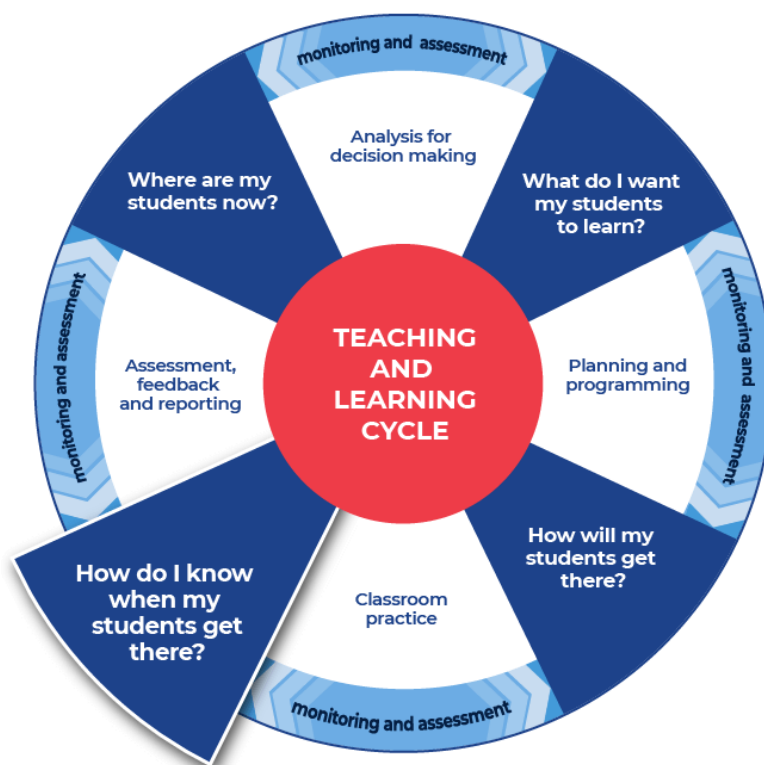 monitoring and assessment
Analysis for
decision making
Where are my
students now?
What do I want
my students
to learn?
monitoring and assessment
Assessment,
feedback
and reporting
TEACHING
AND
LEARNING
CYCLE
Planning and
programming
monitoring and assessment
How do I know
when my
students get
there?
Classroom
practice
How will my
students get
there?
monitoring and assessment